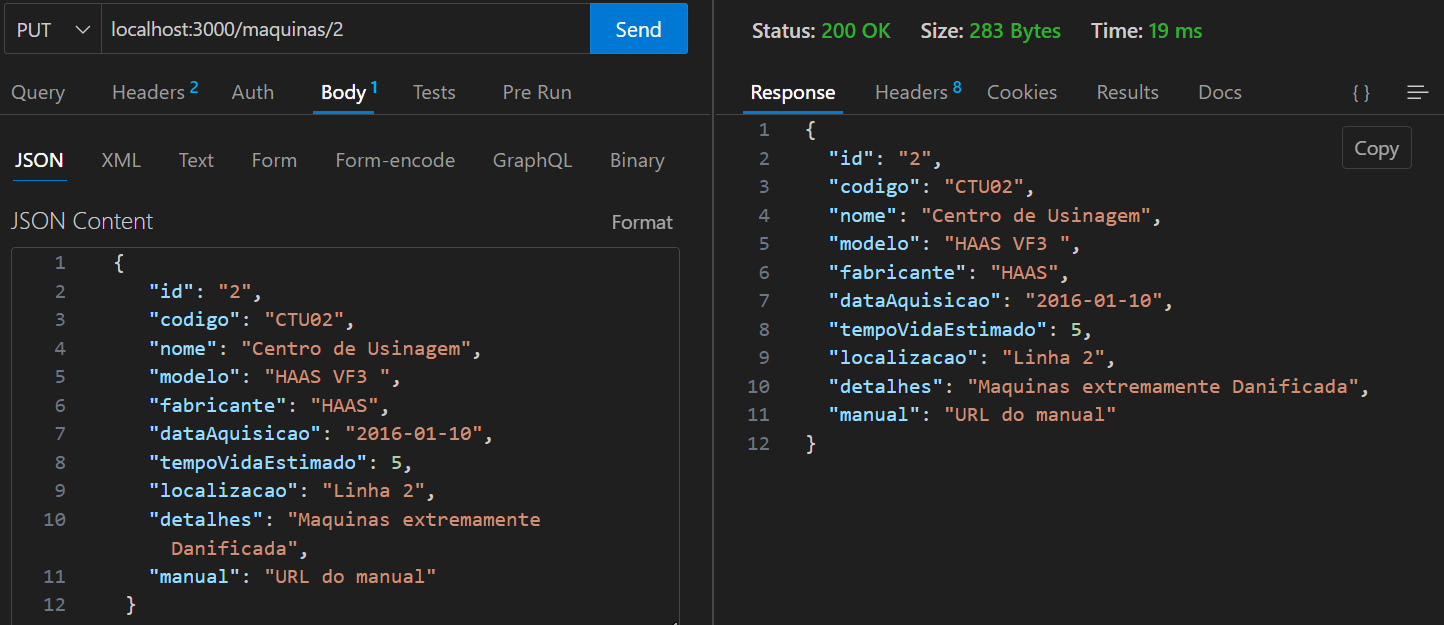 PUT localhost:3000/maquinas/2 Send
Query Headers 2 Auth Body 1 Tests Pre Run
JSON XML Text Form Form-encode GraphQL Binary
JSON Content Format
1 {
2 "id": "2",
3 "codigo": "CTU02",
4 "nome": "Centro de Usinagem",
5 "modelo": "HAAS VF3 ",
6 "fabricante": "HAAS",
7 "dataAquisicao": "2016-01-10",
8 "tempoVidaEstimado": 5,
9 "localizacao": "Linha 2",
10 "detalhes": "Maquinas extremamente
Danificada",
11 "manual": "URL do manual"
12 }
Status: 200 OK Size: 283 Bytes Time: 19 ms
Response Headers 8 Cookies Results Docs { }
Copy
1 {
2 "id": "2",
3 "codigo": "CTU02",
4 "nome": "Centro de Usinagem",
5 "modelo": "HAAS VF3 ",
6 "fabricante": "HAAS",
7 "dataAquisicao": "2016-01-10",
8 "tempoVidaEstimado": 5,
9 "localizacao": "Linha 2",
10 "detalhes": "Maquinas extremamente Danificada",
11 "manual": "URL do manual"
12 }